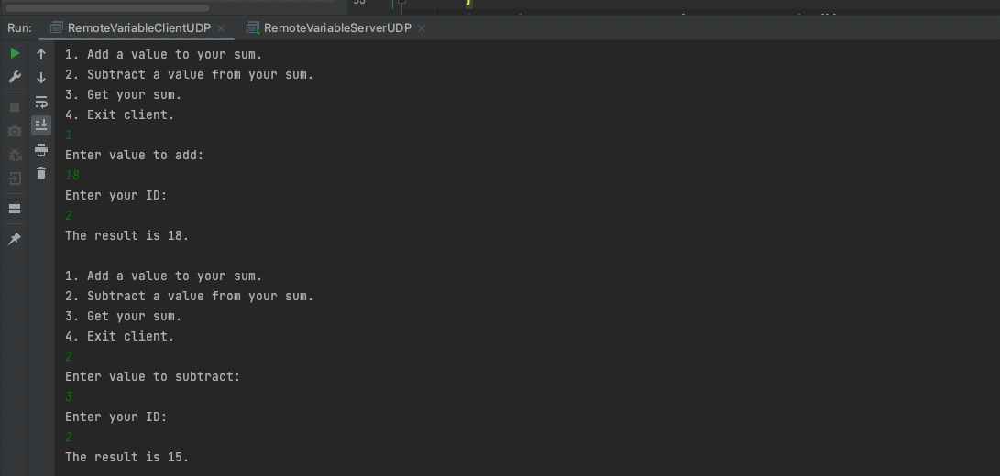 Run: RemoteVariableClientUDP RemoteVariableServerUDP
1. Add a value to your sum.
2. Subtract a value from your sum.
3. Get your sum.
4. Exit client.
1
Enter value to add:
18
Enter your ID:
2
The result is 18.
1. Add a value to your sum.
2. Subtract a value from your sum.
3. Get your sum.
4. Exit client.
2
Enter value to subtract:
3
Enter your ID:
2
The result is 15.